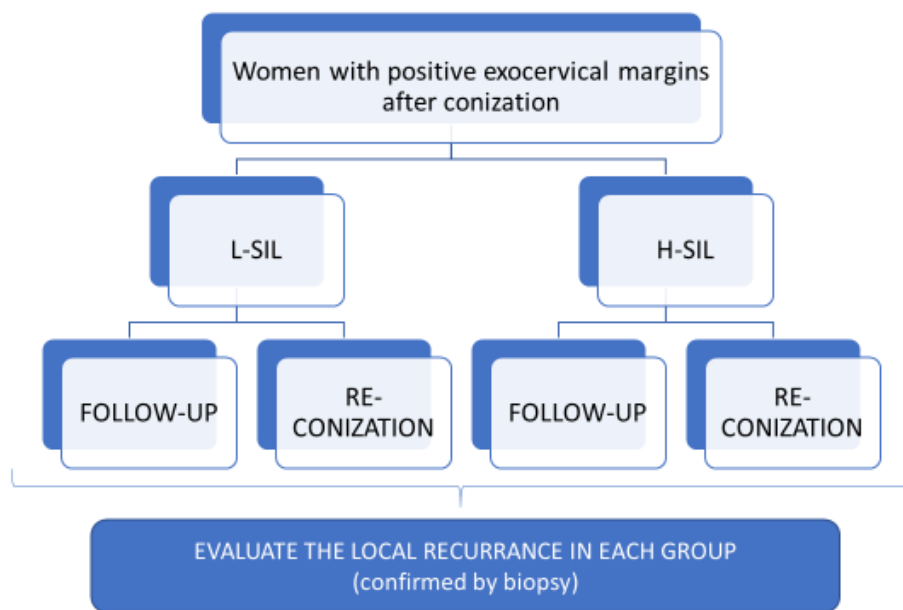 Women with positive exocervical margins
after conization
L-SIL
H-SIL
FOLLOW-UP
RE-
CONIZATION
FOLLOW-UP
RE-
CONIZATION
EVALUATE THE LOCAL RECURRANCE IN EACH GROUP
(confirmed by biopsy)